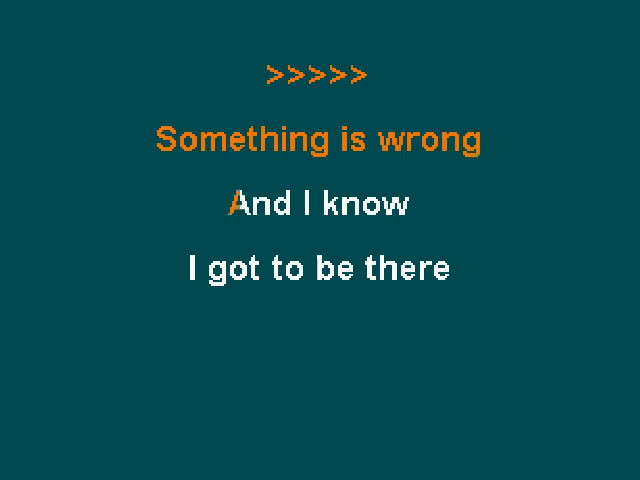 >>>>>
Something is wrong
And I know
I got to be there